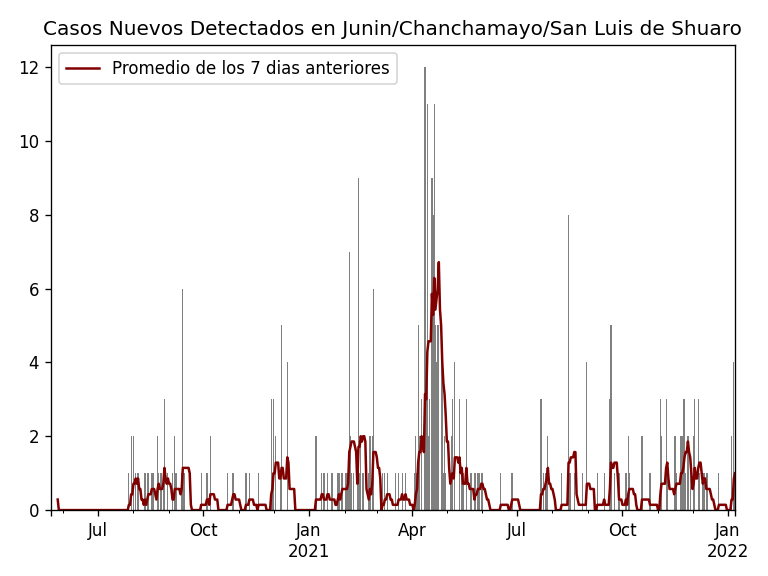 Casos Nuevos Detectados en Junin/Chanchamayo/San Luis de Shuaro
Promedio de los 7 dias anteriores
12
10
8
6
4
2
0
Jul
Oct
Jan
2021
Apr
Jul
Oct
Jan
2022